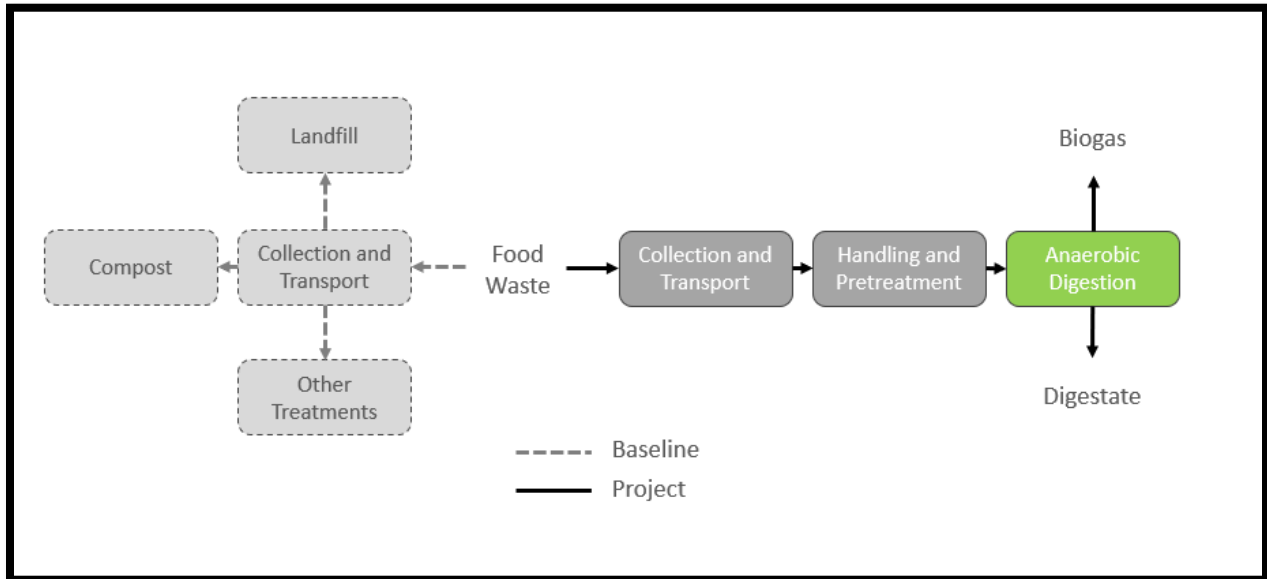 Landfill
Biogas
Compost
Collection and
Transport
Food
Waste
Collection and
Transport
Handling and
Pretreatment
Anaerobic
Digestion
Other
Treatments
Digestate
Baseline
Project